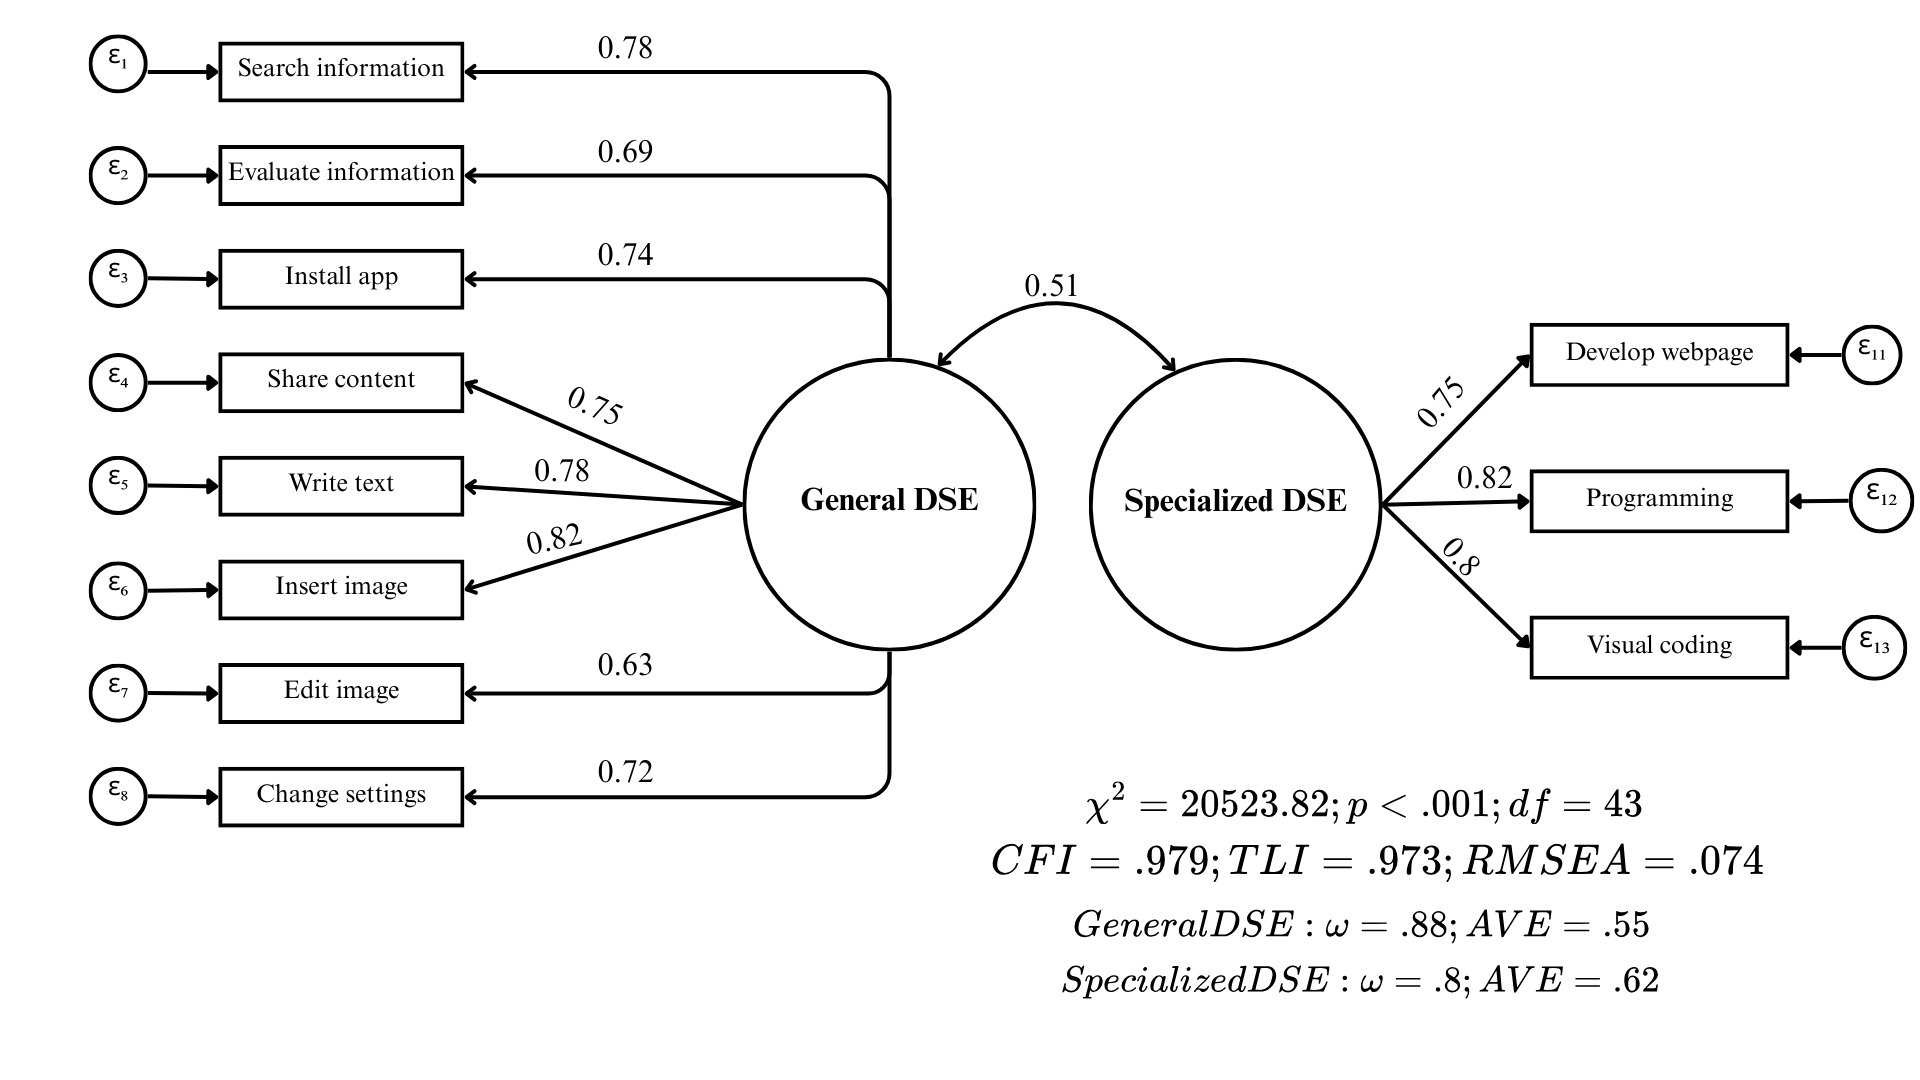 ε₁ Search information 0.78
ε₂ Evaluate information 0.69
ε₃ Install app 0.74
0.51
ε₄ Share content 0.75
ε₅ Write text 0.78
ε₆ Insert image 0.82
ε₇ Edit image 0.63
ε₈ Change settings 0.72
General DSE
Specialized DSE
0.75 Develop webpage ε₁₁
0.82 Programming ε₁₂
0.8 Visual coding ε₁₃
χ² = 20523.82; p < .001; df = 43
CFI = .979; TLI = .973; RMSEA = .074
GeneralDSE : ω = .88; AVE = .55
SpecializedDSE : ω = .8; AVE = .62